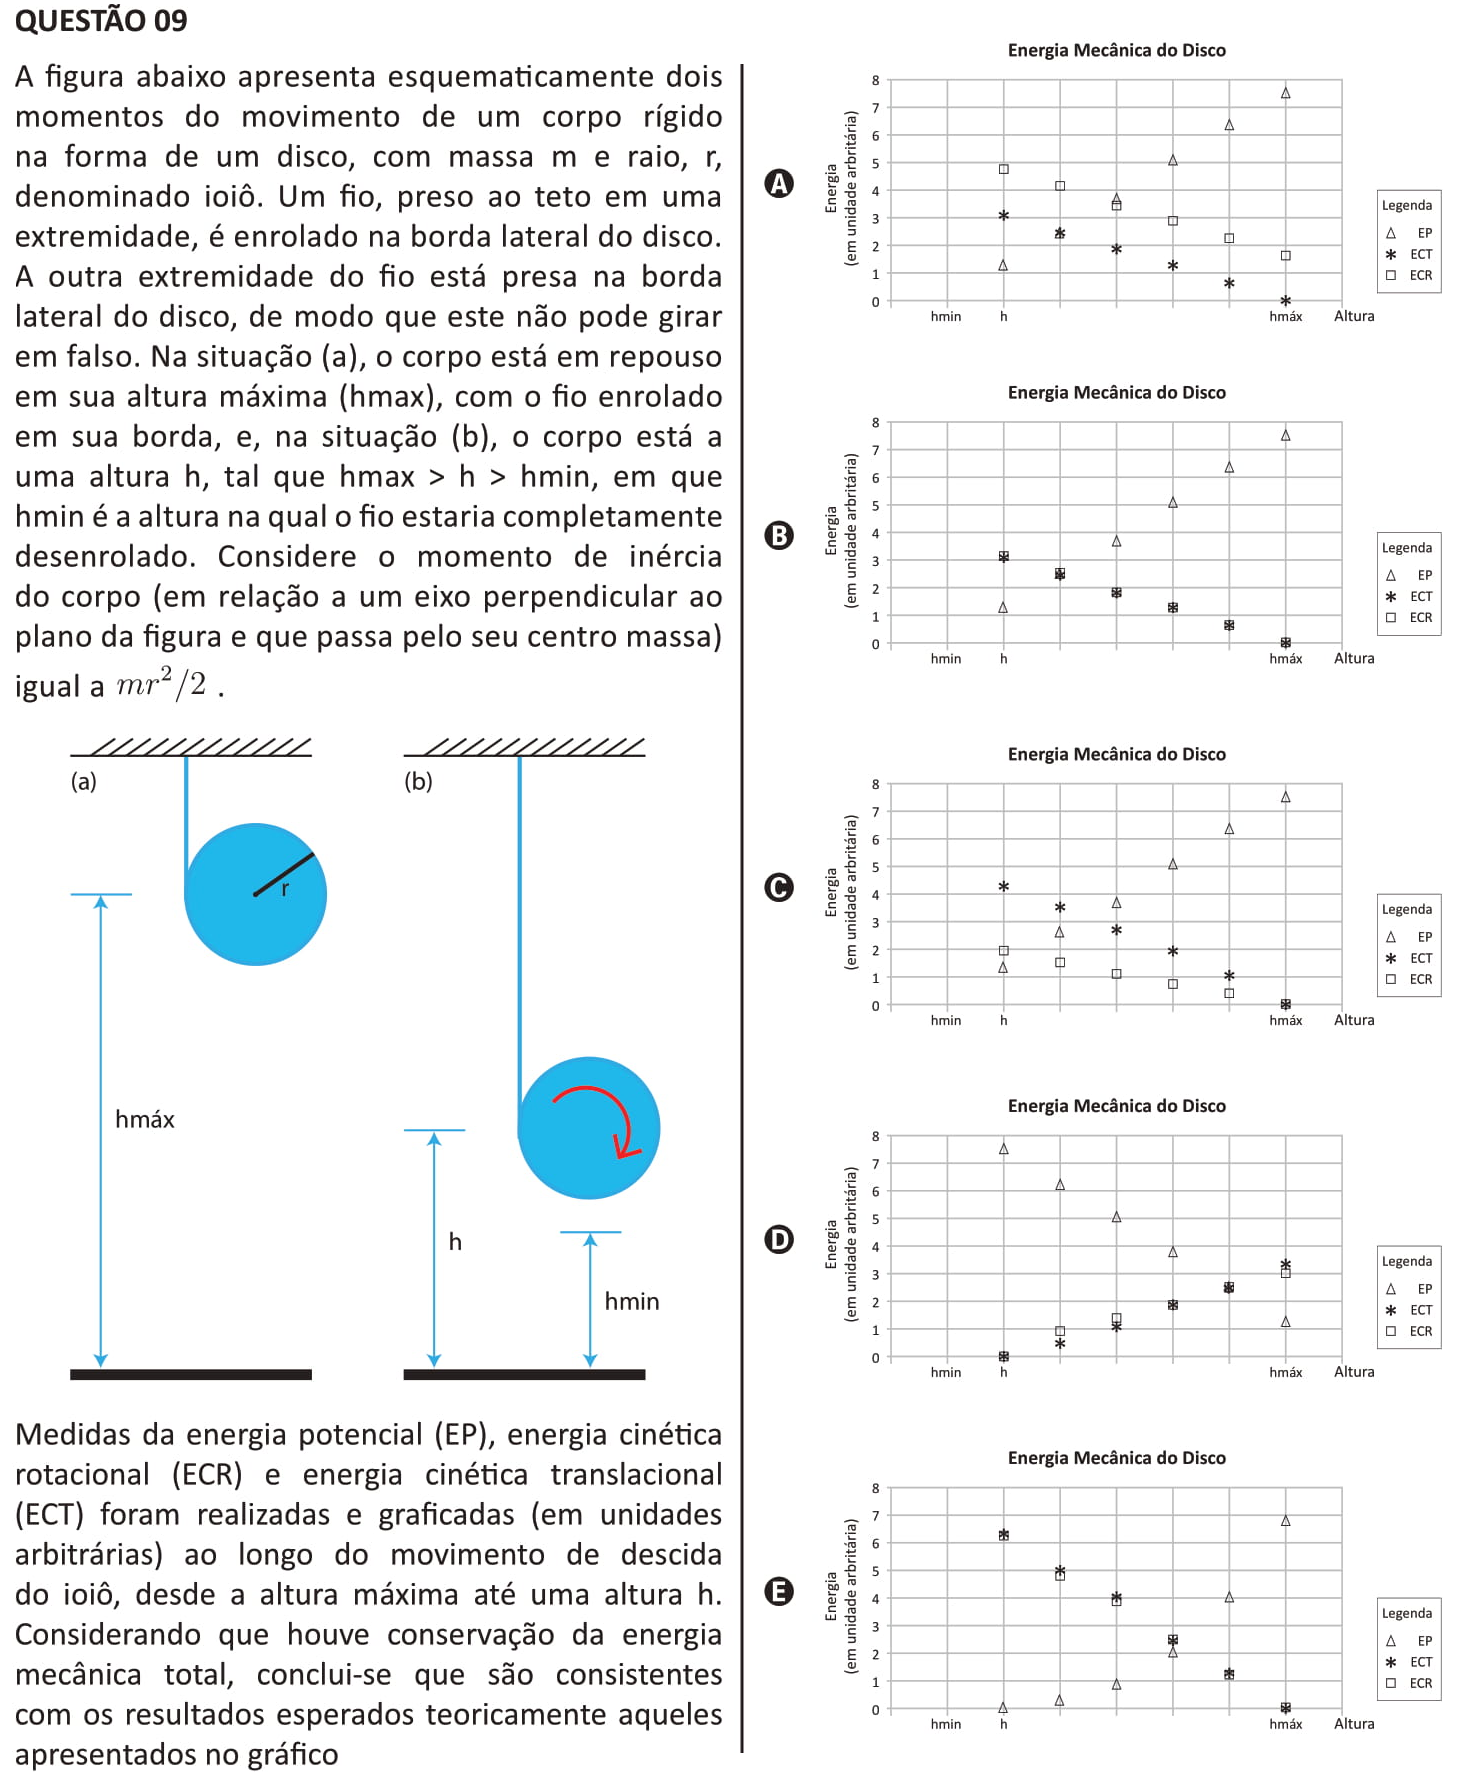 QUESTÃO 09
A figura abaixo apresenta esquematicamente dois
momentos do movimento de um corpo rígido
na forma de um disco, com massa m e raio, r,
denominado ioiô. Um fio, preso ao teto em uma
extremidade, é enrolado na borda lateral do disco.
A outra extremidade do fio está presa na borda
lateral do disco, de modo que este não pode girar
em falso. Na situação (a), o corpo está em repouso
em sua altura máxima (hmax), com o fio enrolado
em sua borda, e, na situação (b), o corpo está a
uma altura h, tal que hmax > h > hmin, em que
hmin é a altura na qual o fio estaria completamente
desenrolado. Considere o momento de inércia
do corpo (em relação a um eixo perpendicular ao
plano da figura e que passa pelo seu centro massa)
igual a mr²/2 .
(a)
r
hmáx
(b)
h
hmin
Medidas da energia potencial (EP), energia cinética
rotacional (ECR) e energia cinética translacional
(ECT) foram realizadas e graficadas (em unidades
arbitrárias) ao longo do movimento de descida
do ioiô, desde a altura máxima até uma altura h.
Considerando que houve conservação da energia
mecânica total, conclui-se que são consistentes
com os resultados esperados teoricamente aqueles
apresentados no gráfico
A
Energia Mecânica do Disco
Energia
(em unidade arbritária)
8
7
6
5
4
3
2
1
0
hmin h hmáx Altura
Legenda
EP
ECT
ECR
B
Energia Mecânica do Disco
Energia
(em unidade arbritária)
8
7
6
5
4
3
2
1
0
hmin h hmáx Altura
Legenda
EP
ECT
ECR
C
Energia Mecânica do Disco
Energia
(em unidade arbritária)
8
7
6
5
4
3
2
1
0
hmin h hmáx Altura
Legenda
EP
ECT
ECR
D
Energia Mecânica do Disco
Energia
(em unidade arbritária)
8
7
6
5
4
3
2
1
0
hmin h hmáx Altura
Legenda
EP
ECT
ECR
E
Energia Mecânica do Disco
Energia
(em unidade arbritária)
8
7
6
5
4
3
2
1
0
hmin h hmáx Altura
Legenda
EP
ECT
ECR